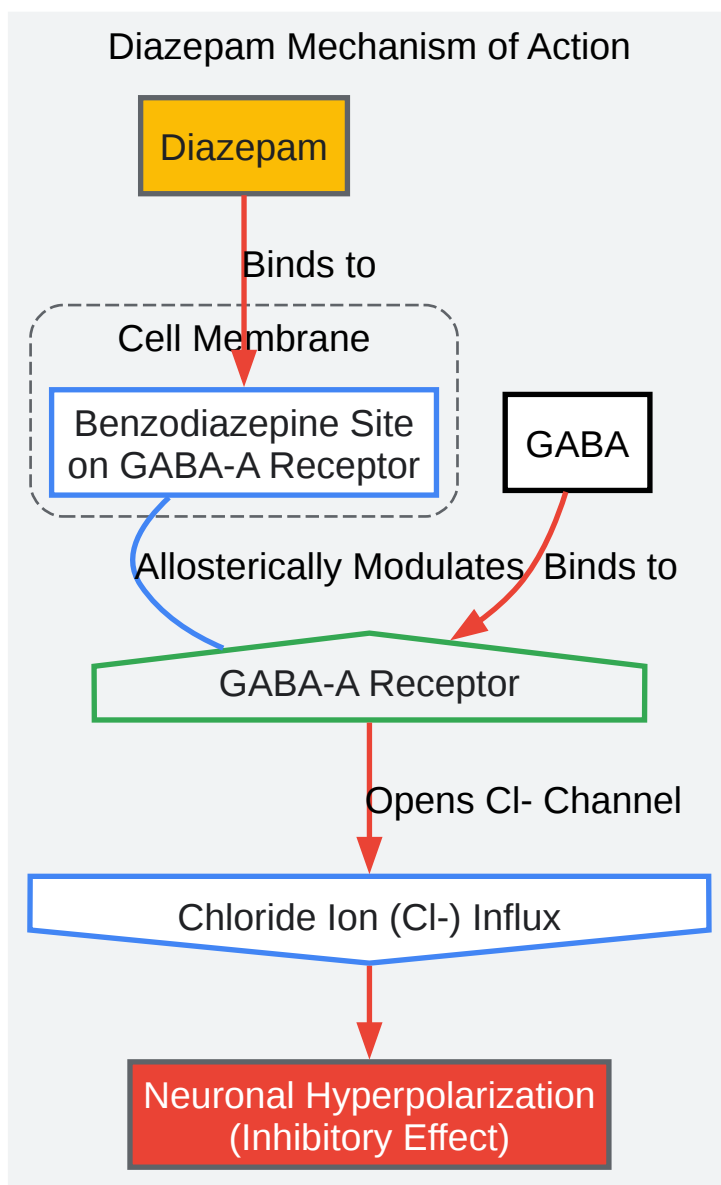 Diazepam Mechanism of Action
Diazepam
Binds to
Cell Membrane
Benzodiazepine Site
on GABA-A Receptor
GABA
Allosterically Modulates
Binds to
GABA-A Receptor
Opens Cl- Channel
Chloride Ion (Cl-) Influx
Neuronal Hyperpolarization
(Inhibitory Effect)